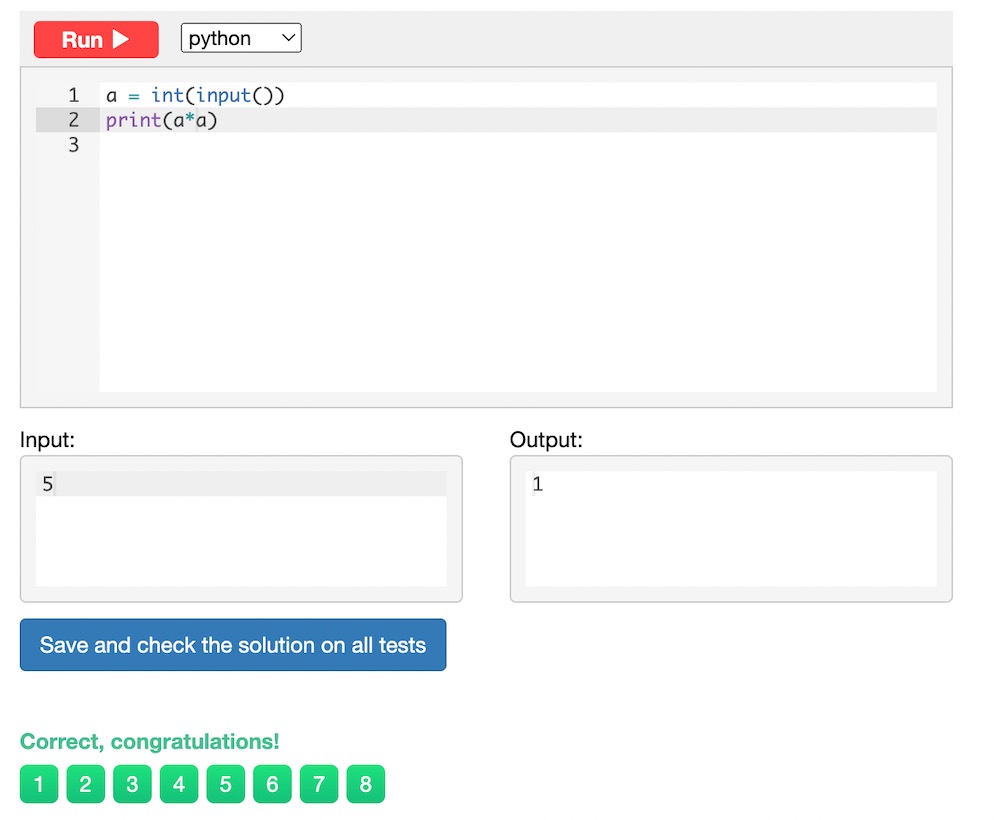 Run python
1 a = int(input())
2 print(a*a)
3
Input: Output:
5 1
Save and check the solution on all tests
Correct, congratulations!
1 2 3 4 5 6 7 8